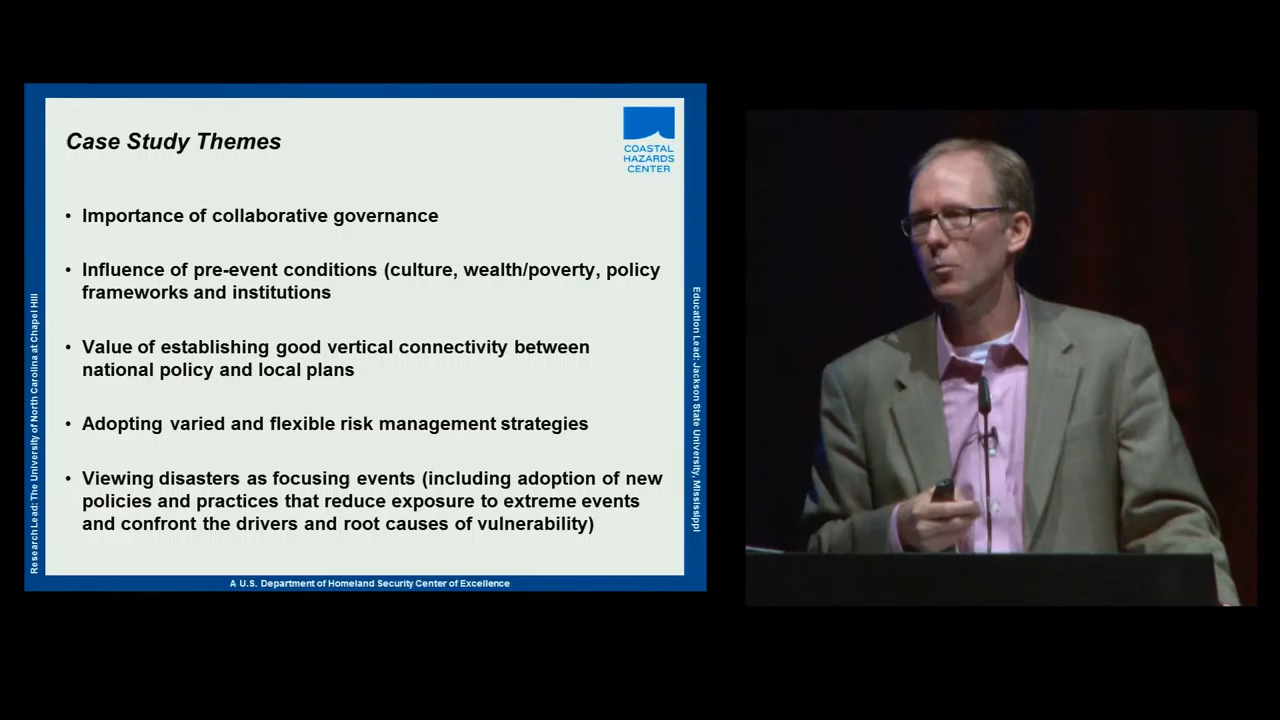 Case Study Themes
COASTAL
HAZARDS
CENTER
• Importance of collaborative governance
• Influence of pre-event conditions (culture, wealth/poverty, policy
frameworks and institutions
• Value of establishing good vertical connectivity between
national policy and local plans
• Adopting varied and flexible risk management strategies
• Viewing disasters as focusing events (including adoption of new
policies and practices that reduce exposure to extreme events
and confront the drivers and root causes of vulnerability)
Research Lead: The University of North Carolina at Chapel Hill
Education Lead: Jackson State University, Mississippi
A U.S. Department of Homeland Security Center of Excellence